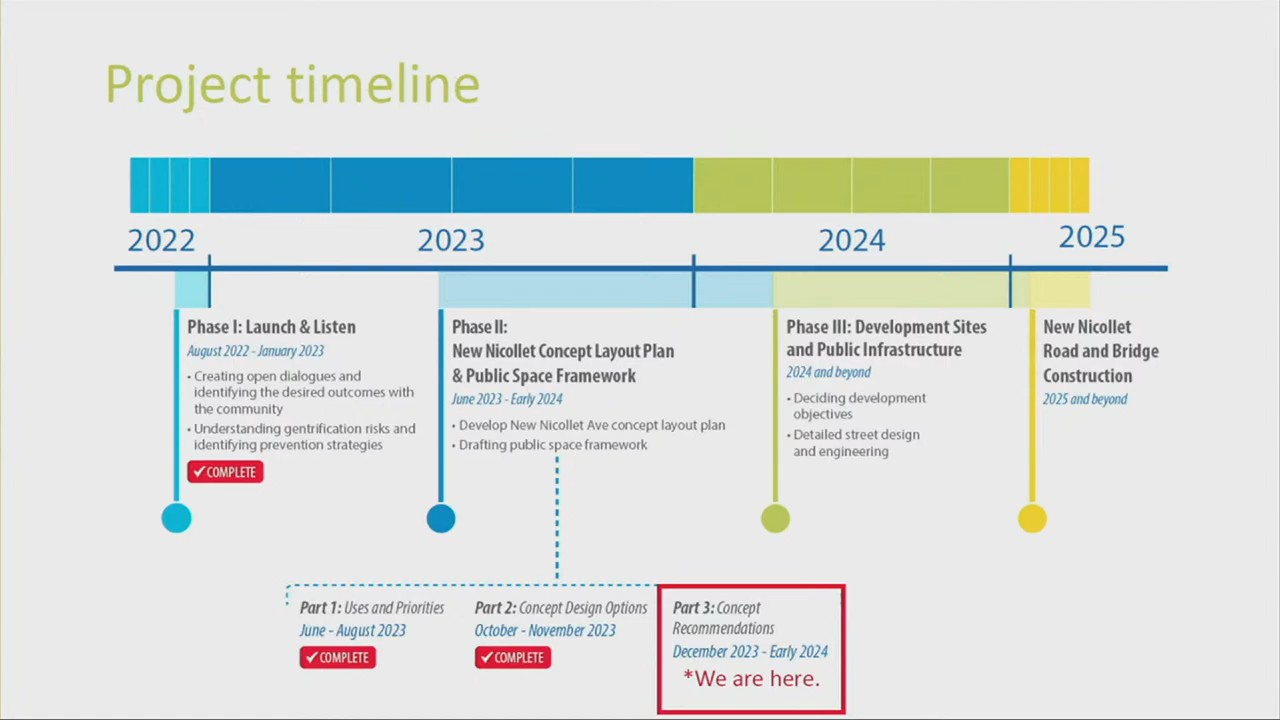 Project timeline
2022
2023
2024
2025
Phase I: Launch & Listen
August 2022 - January 2023
• Creating open dialogues and
identifying the desired outcomes with
the community
• Understanding gentrification risks and
identifying prevention strategies
✓COMPLETE
Phase II:
New Nicollet Concept Layout Plan
& Public Space Framework
June 2023 - Early 2024
• Develop New Nicollet Ave concept layout plan
• Drafting public space framework
Phase III: Development Sites
and Public Infrastructure
2024 and beyond
• Deciding development
objectives
• Detailed street design
and engineering
New Nicollet
Road and Bridge
Construction
2025 and beyond
Part 1: Uses and Priorities
June - August 2023
✓COMPLETE
Part 2: Concept Design Options
October - November 2023
✓COMPLETE
Part 3: Concept
Recommendations
December 2023 - Early 2024
*We are here.